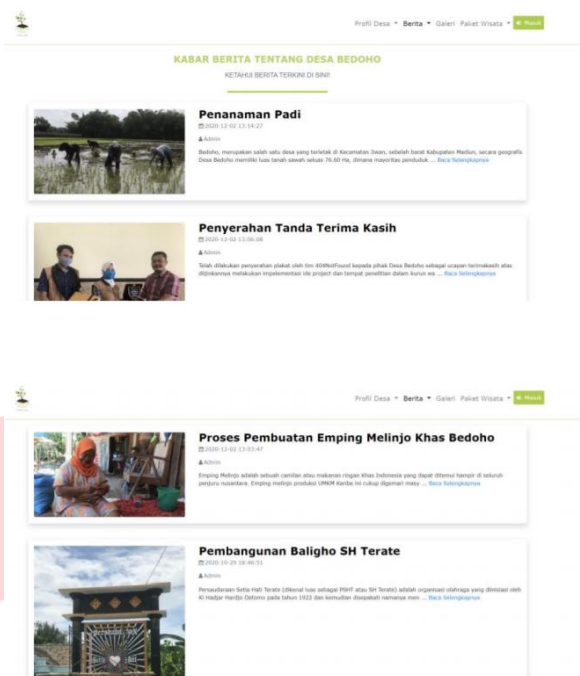 Profil Desa Berita Galeri Paket Wisata Masuk
KABAR BERITA TENTANG DESA BEDOHO
KETAHUI BERITA TERKINI DI SINI!
Penanaman Padi
2020-12-02 13:14:27
Admin
Bedoho, merupakan salah satu desa yang terletak di Kecamatan Jiwan, sebelah barat Kabupatan Madiun, secara geografis
Desa Bedoho memiliki luas tanah sawah seluas 76.60 Ha, dimana mayoritas penduduk ... Baca Selengkapnya
Penyerahan Tanda Terima Kasih
2020-12-02 13:06:08
Admin
Telah dilakukan penyerahan plakat oleh tim 404NotFound kepada pihak Desa Bedoho sebagai ucapan terimakasih atas
diijinkannya melakukan impelementasi ide project dan tempat penelitian dalam kurun wa ... Baca Selengkapnya
Profil Desa Berita Galeri Paket Wisata Masuk
Proses Pembuatan Emping Melinjo Khas Bedoho
2020-12-02 13:03:47
Admin
Emping Melinjo adalah sebuah camilan atau makanan ringan khas Indonesia yang dapat ditemui hampir di seluruh
penjuru nusantara. Emping melinjo produksi UMKM Karibe ini cukup digemari masy ... Baca Selengkapnya
Pembangunan Baligho SH Terate
2020-10-29 16:46:51
Admin
Persaudaraan Setia Hati Terate (dikenal luas sebagai PSHT atau SH Terate) adalah organisasi olahraga yang diinisiasi oleh
Ki Hadjar Hardjo Oetomo pada tahun 1922 dan kemudian disepakati namanya men ... Baca Selengkapnya